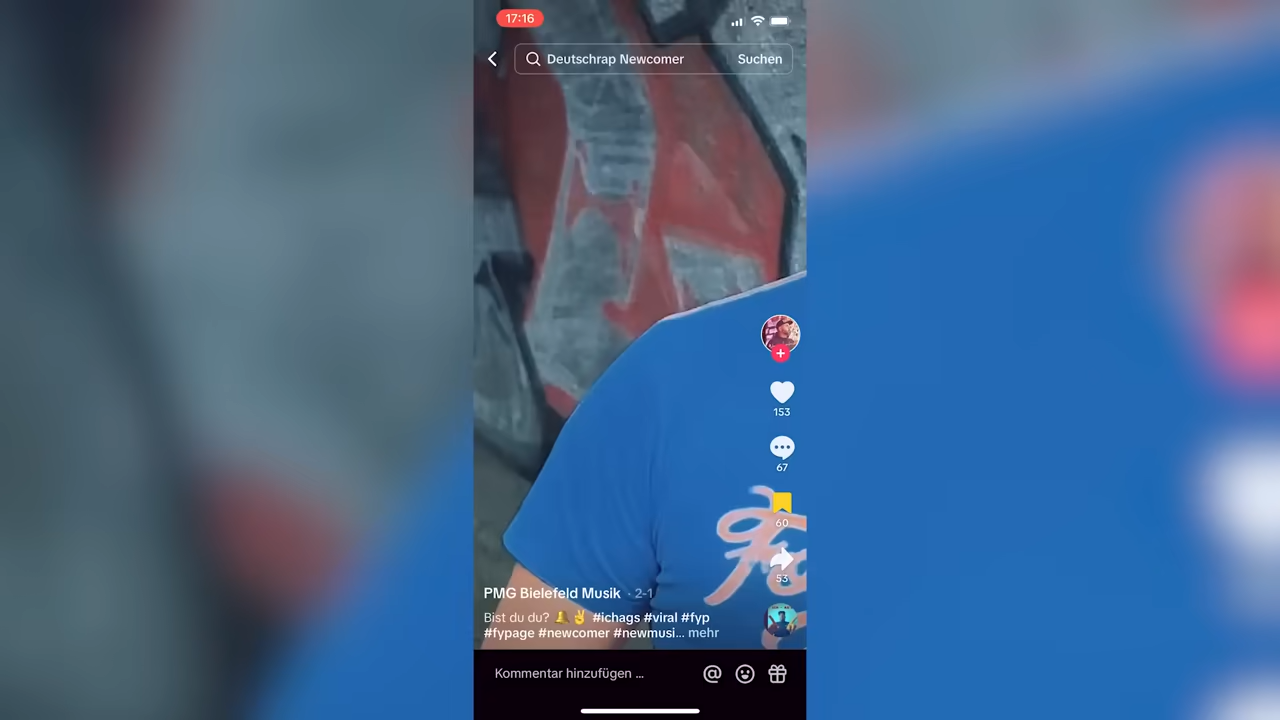 17:16
Deutschrap Newcomer
Suchen
153
67
60
53
PMG Bielefeld Musik · 2-1
Bist du du? 🔔✌️ #ichags #viral #fyp
#fypage #newcomer #newmusi... mehr
Kommentar hinzufügen ...